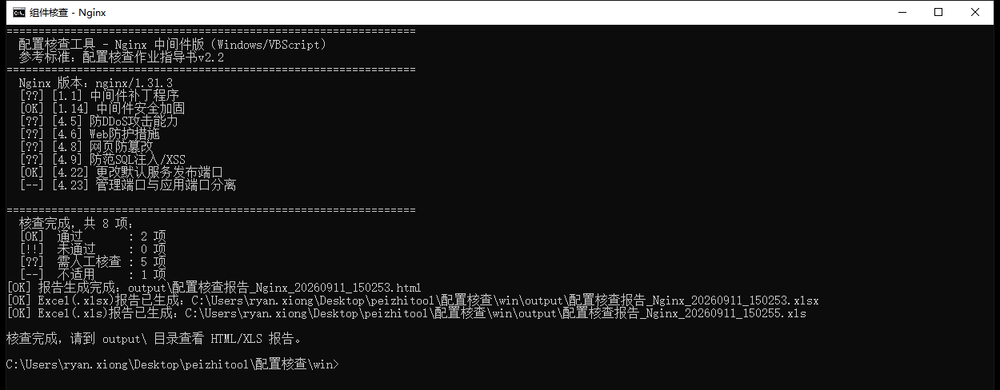 组件核查 - Nginx
================================================================
配置核查工具 - Nginx 中间件版 (Windows/VBScript)
参考标准: 配置核查作业指导书v2.2
================================================================
Nginx 版本: nginx/1.31.3
[??] [1.1] 中间件补丁程序
[OK] [1.14] 中间件安全加固
[??] [4.5] 防DDoS攻击能力
[??] [4.6] Web防护措施
[??] [4.8] 网页防篡改
[??] [4.9] 防范SQL注入/XSS
[OK] [4.22] 更改默认服务发布端口
[--] [4.23] 管理端口与应用端口分离
================================================================
核查完成, 共 8 项:
[OK] 通过 : 2 项
[!!] 未通过 : 0 项
[??] 需人工核查 : 5 项
[--] 不适用 : 1 项
[OK] 报告生成完成: output\配置核查报告_Nginx_20260911_150253.html
[OK] Excel(.xlsx)报告已生成: C:\Users\ryan.xiong\Desktop\peizhitool\配置核查\win\output\配置核查报告_Nginx_20260911_150253.xlsx
[OK] Excel(.xls)报告已生成: C:\Users\ryan.xiong\Desktop\peizhitool\配置核查\win\output\配置核查报告_Nginx_20260911_150255.xls
核查完成, 请到 output\ 目录查看 HTML/XLS 报告。
C:\Users\ryan.xiong\Desktop\peizhitool\配置核查\win>